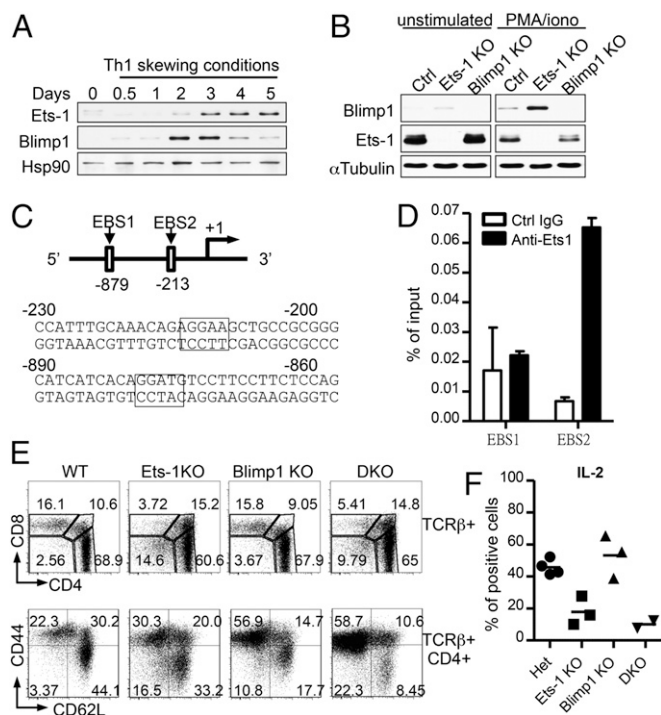 A
Th1 skewing conditions
Days 0 0.5 1 2 3 4 5
Ets-1
Blimp1
Hsp90
B
unstimulated PMA/iono
Ctrl Ets-1 KO Blimp1 KO Ctrl Ets-1 KO Blimp1 KO
Blimp1
Ets-1
αTubulin
C
EBS1 EBS2 +1
5' 3'
-879 -213
-230 -200
CCATTTGCAAACAGAGGAAGCTGCCGCGGG
GGTAAACGTTTGTCTCCTTCGACGGCGCCC
-890 -860
CATCATCACAGGATGTCCTTCCTTCTCCAG
GTAGTAGTGTCCTACAGGAAGGAAGAGGTC
D
% of input
0.07
0.06
0.05
0.04
0.03
0.02
0.01
0.00
Ctrl IgG
Anti-Ets1
EBS1 EBS2
E
WT Ets-1KO Blimp1 KO DKO
16.1 10.6 3.72 15.2 15.8 9.05 5.41 14.8
CD8
TCRβ+
2.56 68.9 14.6 60.6 3.67 67.9 9.79 65
CD4
22.3 30.2 30.3 20.0 56.9 14.7 58.7 10.6
CD44
TCRβ+
CD4+
3.37 44.1 16.5 33.2 10.8 17.7 22.3 8.45
CD62L
F
IL-2
% of positive cells
100
80
60
40
20
0
Het Ets-1 KO Blimp1 KO DKO